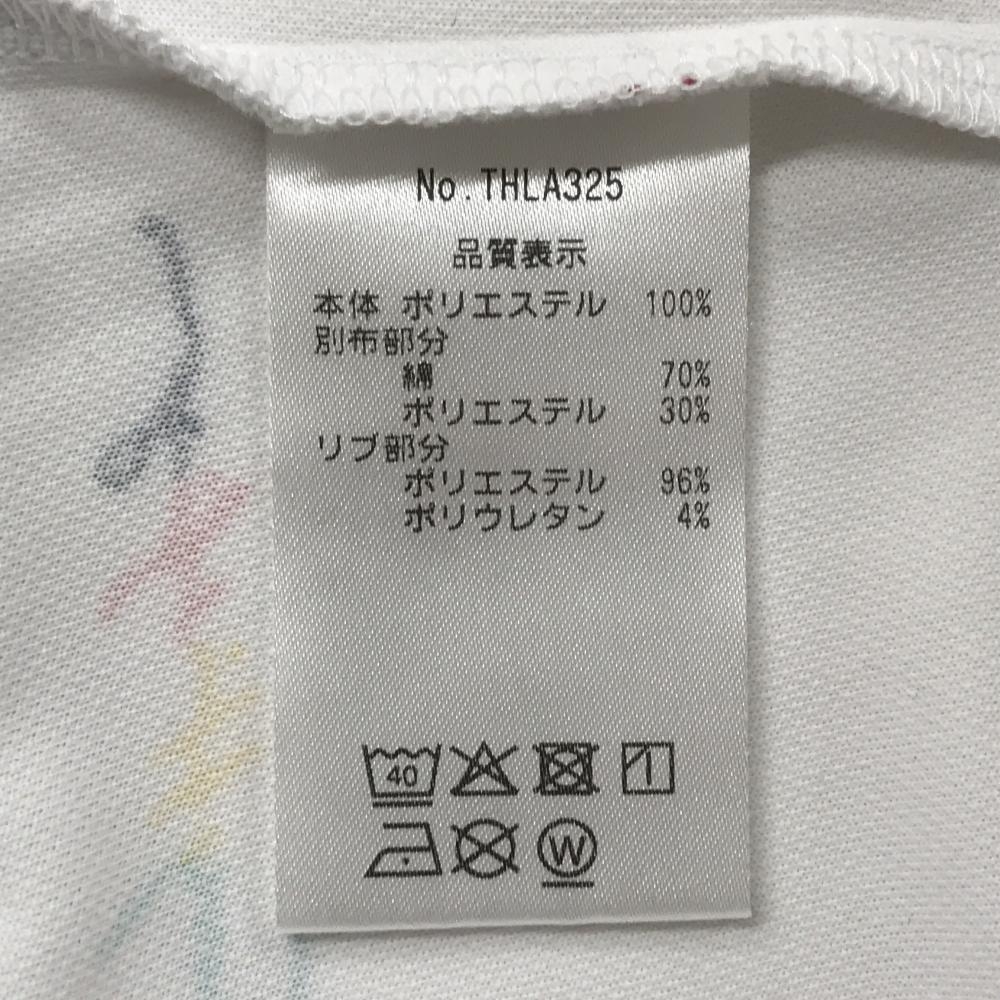 No.THLA325
品質表示
本体 ポリエステル 100%
別布部分
綿 70%
ポリエステル 30%
リブ部分
ポリエステル 96%
ポリウレタン 4%
40
W